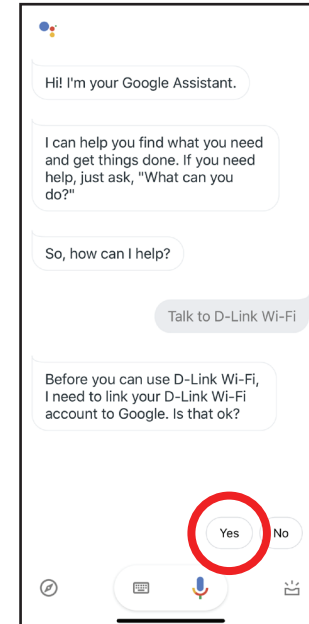 Hi! I'm your Google Assistant.
I can help you find what you need
and get things done. If you need
help, just ask, "What can you
do?"
So, how can I help?
Talk to D-Link Wi-Fi
Before you can use D-Link Wi-Fi,
I need to link your D-Link Wi-Fi
account to Google. Is that ok?
Yes No